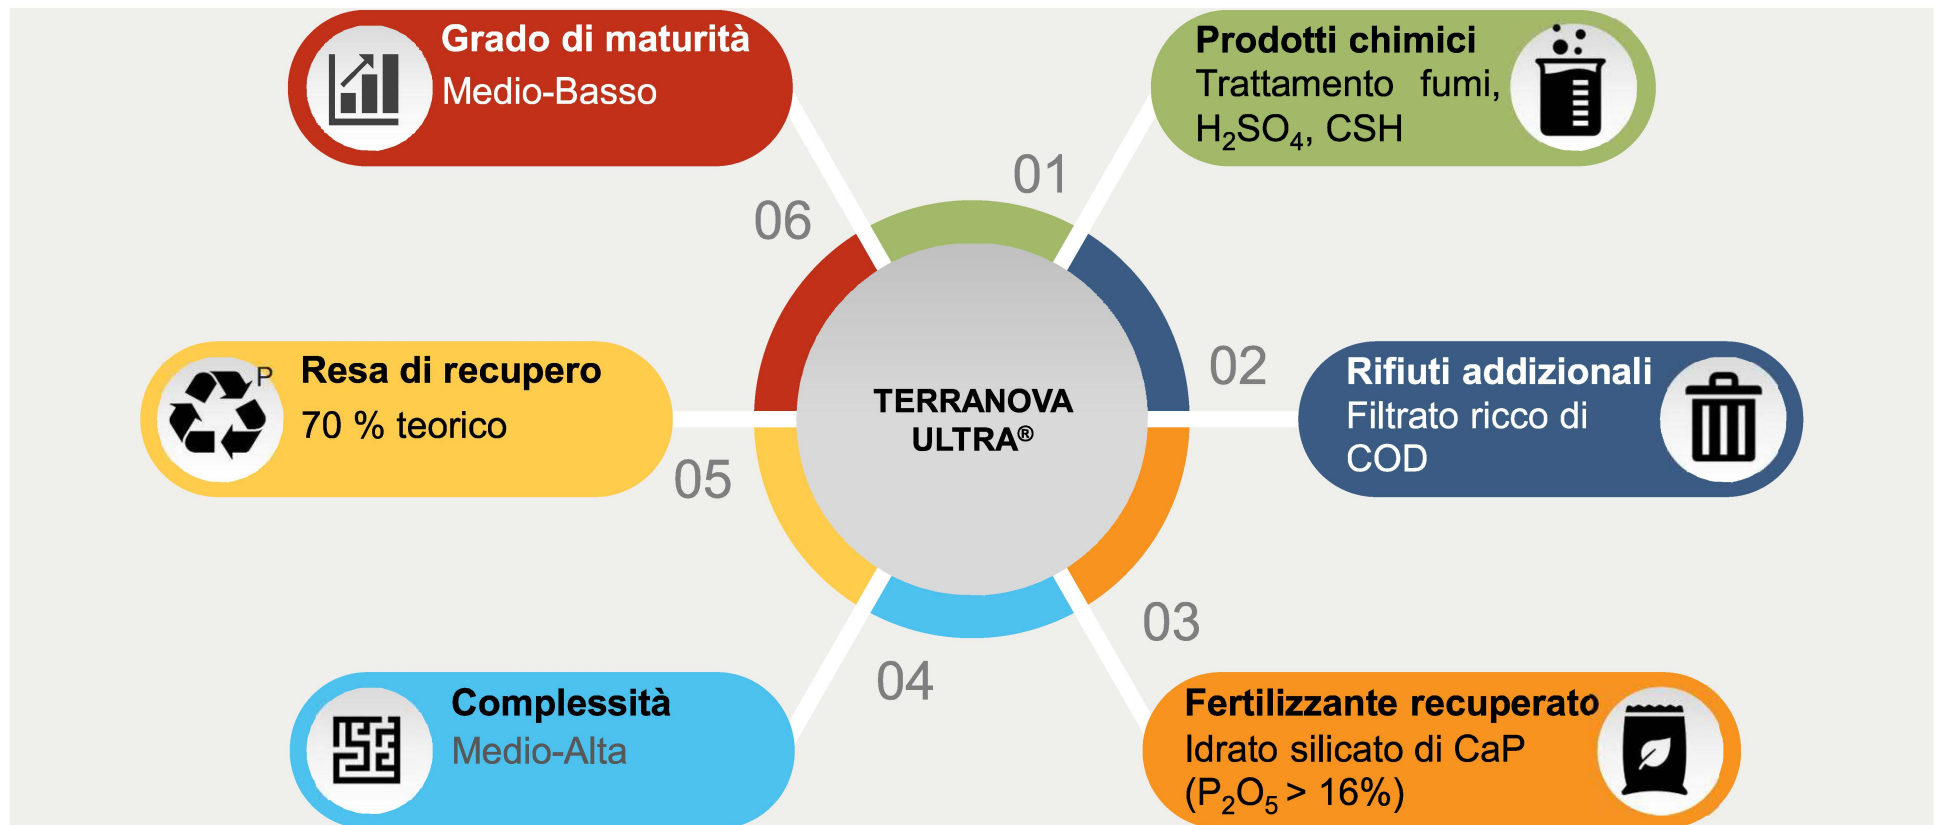 Grado di maturità
Medio-Basso
06
Prodotti chimici
Trattamento fumi,
H₂SO₄, CSH
01
Rifiuti addizionali
Filtrato ricco di
COD
02
Fertilizzante recuperato
Idrato silicato di CaP
(P₂O₅ > 16%)
03
Complessità
Medio-Alta
04
P
Resa di recupero
70 % teorico
05
TERRANOVA
ULTRA®